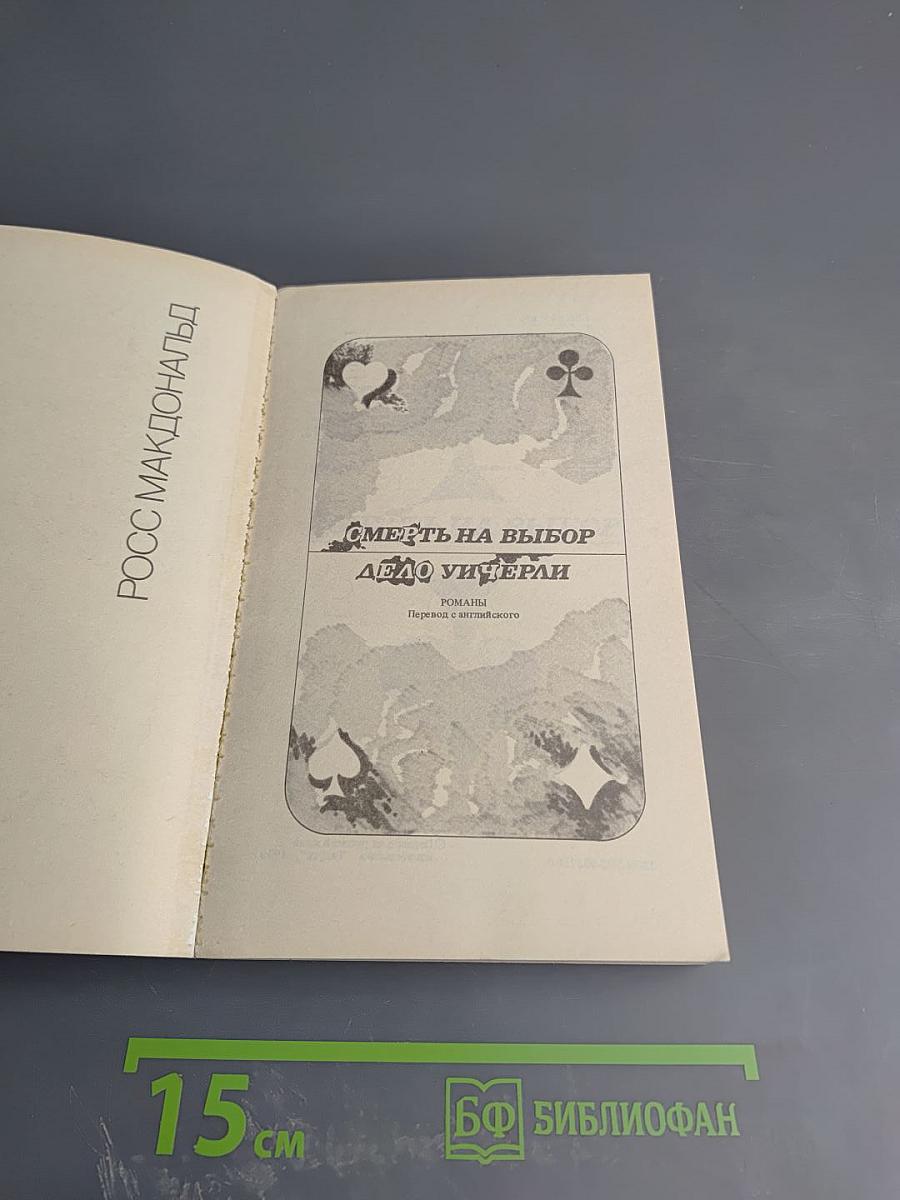 РОСС МАКДОНАЛЬД
СМЕРТЬ НА ВЫБОР
ДЕЛО УИЧЕРЛИ
РОМАНЫ
Перевод с английского
15 см
БФ БИБЛИОФАН